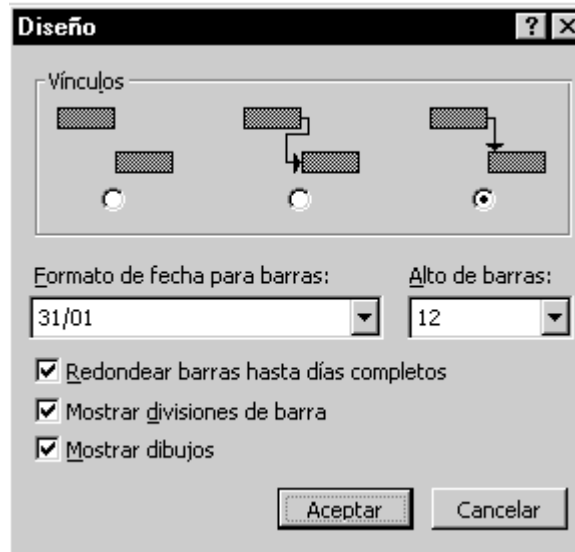 Diseño
Vínculos
Formato de fecha para barras: Alto de barras:
31/01 12
Redondear barras hasta días completos
Mostrar divisiones de barra
Mostrar dibujos
Aceptar Cancelar